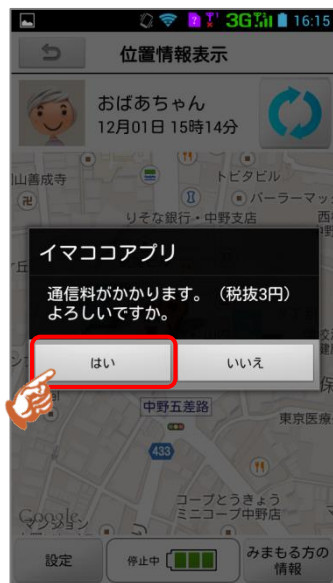 3G 16:15
位置情報表示
おばあちゃん
12月01日 15時14分
山善成寺
トピタビル
パーラーマッ
りそな銀行・中野支店
イマココアプリ
通信料がかかります。（税抜3円）
よろしいですか。
はい
いいえ
中野五差路
東京医療
433
コープとうきょう
ミニコープ中野店
Google
マンション
設定
停止中
みまもる方の
情報